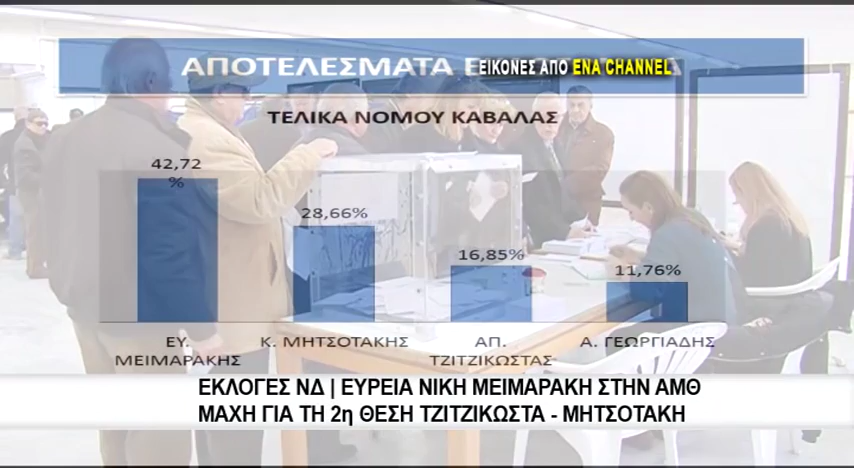 ΑΠΟΤΕΛΕΣΜΑΤΑ
ΕΙΚΟΝΕΣ ΑΠΟ ENA CHANNEL
ΤΕΛΙΚΑ ΝΟΜΟΥ ΚΑΒΑΛΑΣ
42,72
%
28,66%
16,85%
11,76%
ΕΥ.
ΜΕΙΜΑΡΑΚΗΣ
Κ. ΜΗΤΣΟΤΑΚΗΣ
ΑΠ.
ΤΖΙΤΖΙΚΩΣΤΑΣ
Α. ΓΕΩΡΓΙΑΔΗΣ
ΕΚΛΟΓΕΣ ΝΔ | ΕΥΡΕΙΑ ΝΙΚΗ ΜΕΙΜΑΡΑΚΗ ΣΤΗΝ ΑΜΘ
ΜΑΧΗ ΓΙΑ ΤΗ 2η ΘΕΣΗ ΤΖΙΤΖΙΚΩΣΤΑ - ΜΗΤΣΟΤΑΚΗ